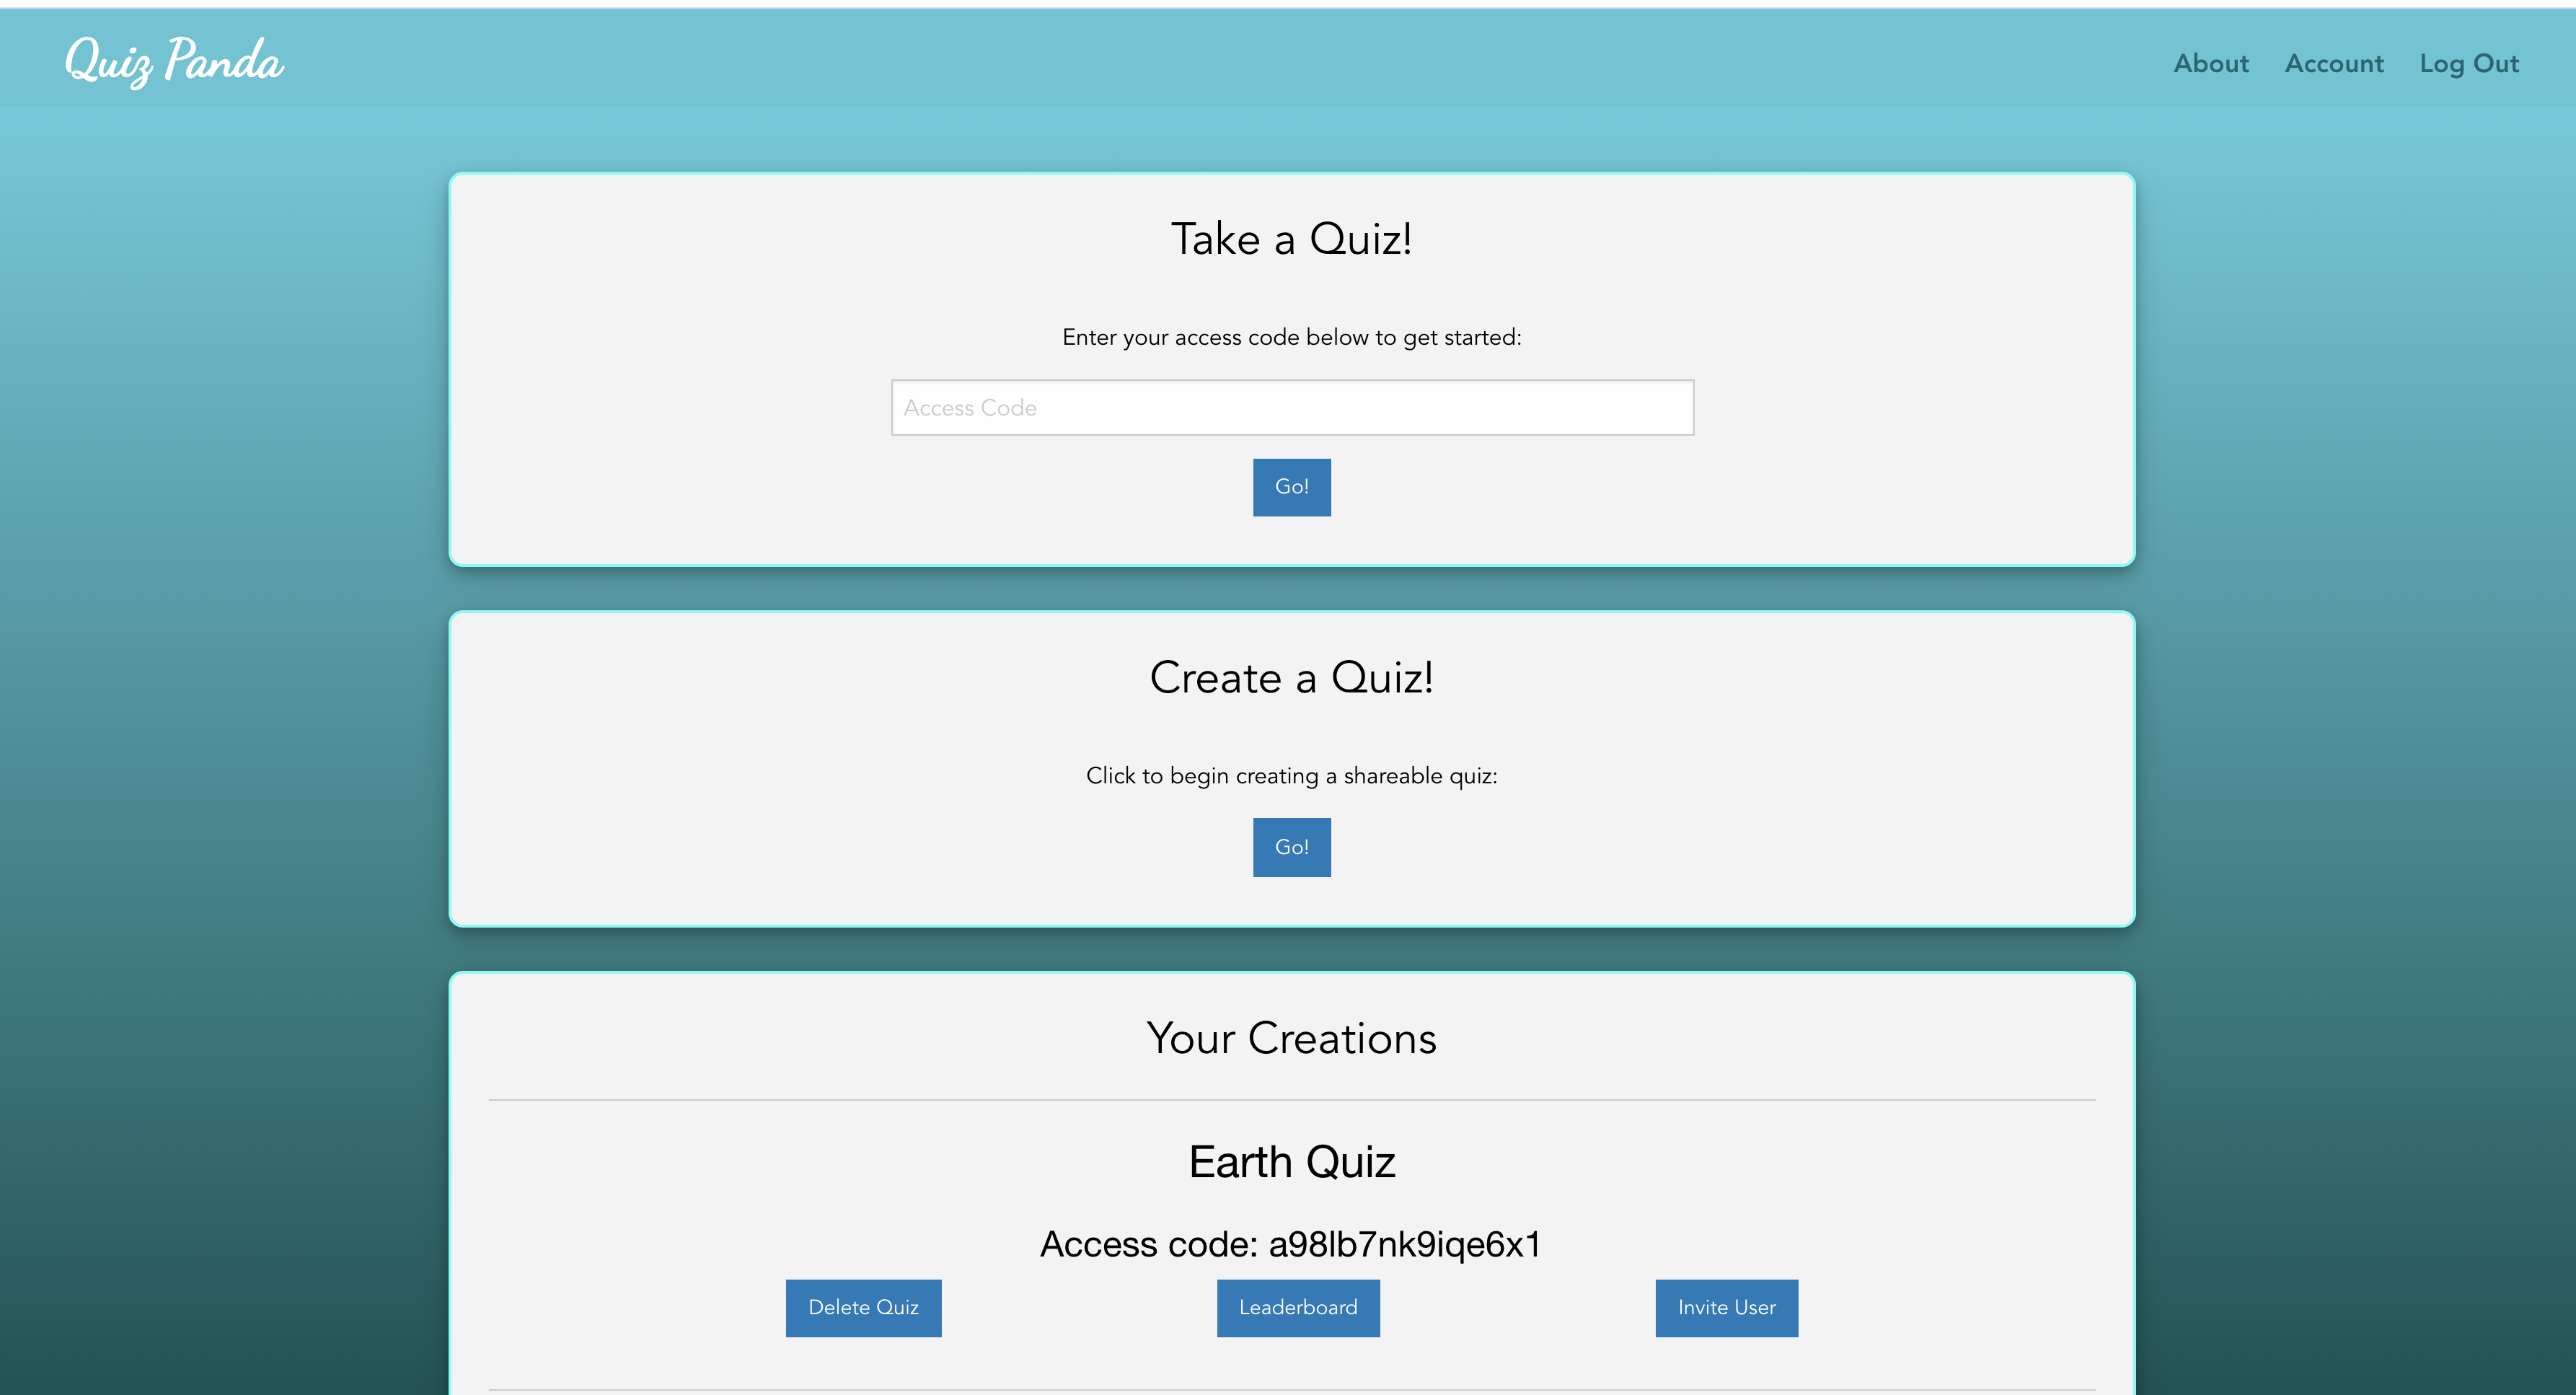 Quiz Panda
About Account Log Out
Take a Quiz!
Enter your access code below to get started:
Access Code
Go!
Create a Quiz!
Click to begin creating a shareable quiz:
Go!
Your Creations
Earth Quiz
Access code: a98lb7nk9iqe6x1
Delete Quiz Leaderboard Invite User